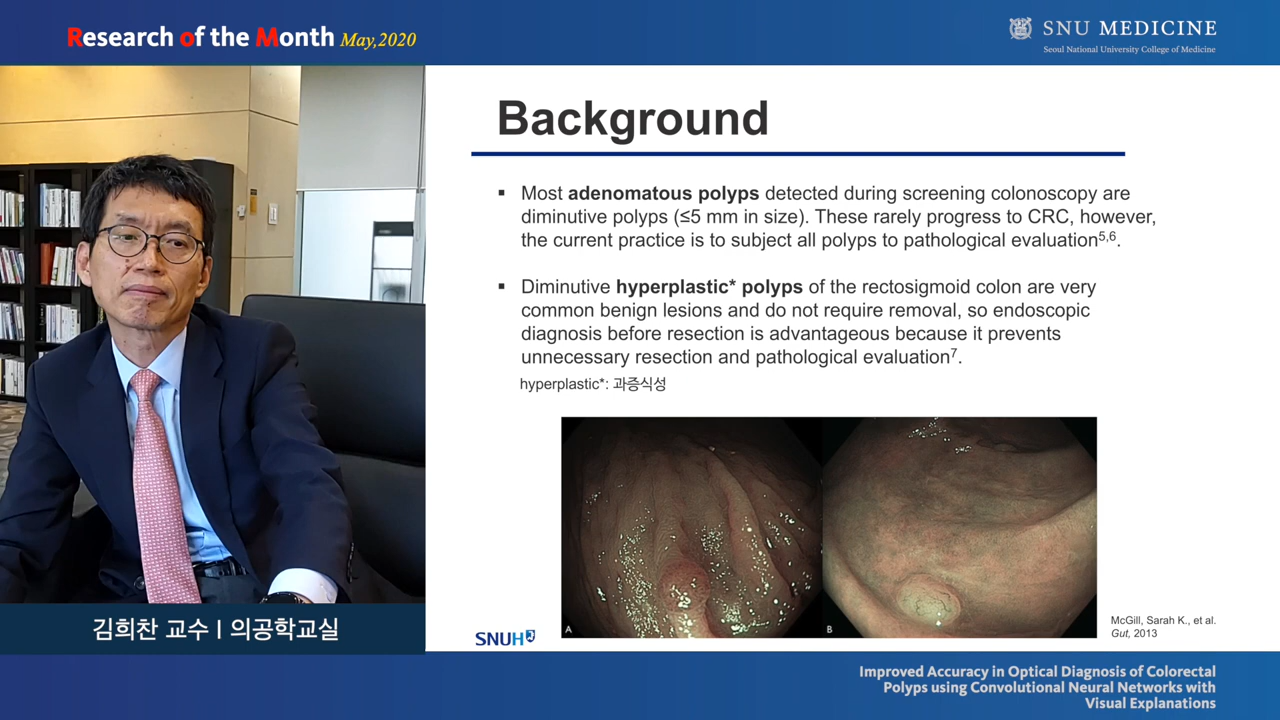 Research of the Month May,2020
SNU MEDICINE
Seoul National University College of Medicine
Background
▪ Most adenomatous polyps detected during screening colonoscopy are
diminutive polyps (≤5 mm in size). These rarely progress to CRC, however,
the current practice is to subject all polyps to pathological evaluation5,6.
▪ Diminutive hyperplastic* polyps of the rectosigmoid colon are very
common benign lesions and do not require removal, so endoscopic
diagnosis before resection is advantageous because it prevents
unnecessary resection and pathological evaluation7.
hyperplastic*: 과증식성
A
B
McGill, Sarah K., et al.
Gut, 2013
SNUH
김희찬 교수 | 의공학교실
Improved Accuracy in Optical Diagnosis of Colorectal
Polyps using Convolutional Neural Networks with
Visual Explanations